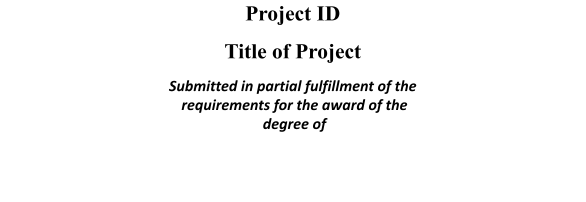 Project ID
Title of Project
Submitted in partial fulfillment of the
requirements for the award of the
degree of